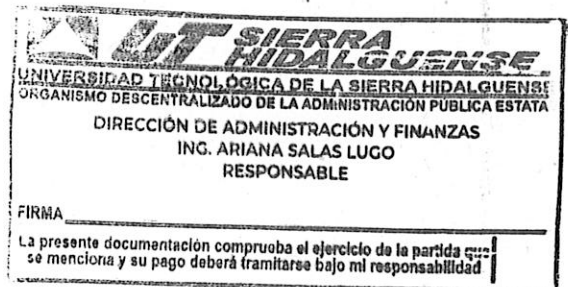 UT SIERRA
HIDALGUENSE
UNIVERSIDAD TECNOLÓGICA DE LA SIERRA HIDALGUENSE
ORGANISMO DESCENTRALIZADO DE LA ADMINISTRACIÓN PÚBLICA ESTATA
DIRECCIÓN DE ADMINISTRACIÓN Y FINANZAS
ING. ARIANA SALAS LUGO
RESPONSABLE
FIRMA
La presente documentación comprueba el ejercicio de la partida que
se menciona y su pago deberá tramitarse bajo mi responsabilidad